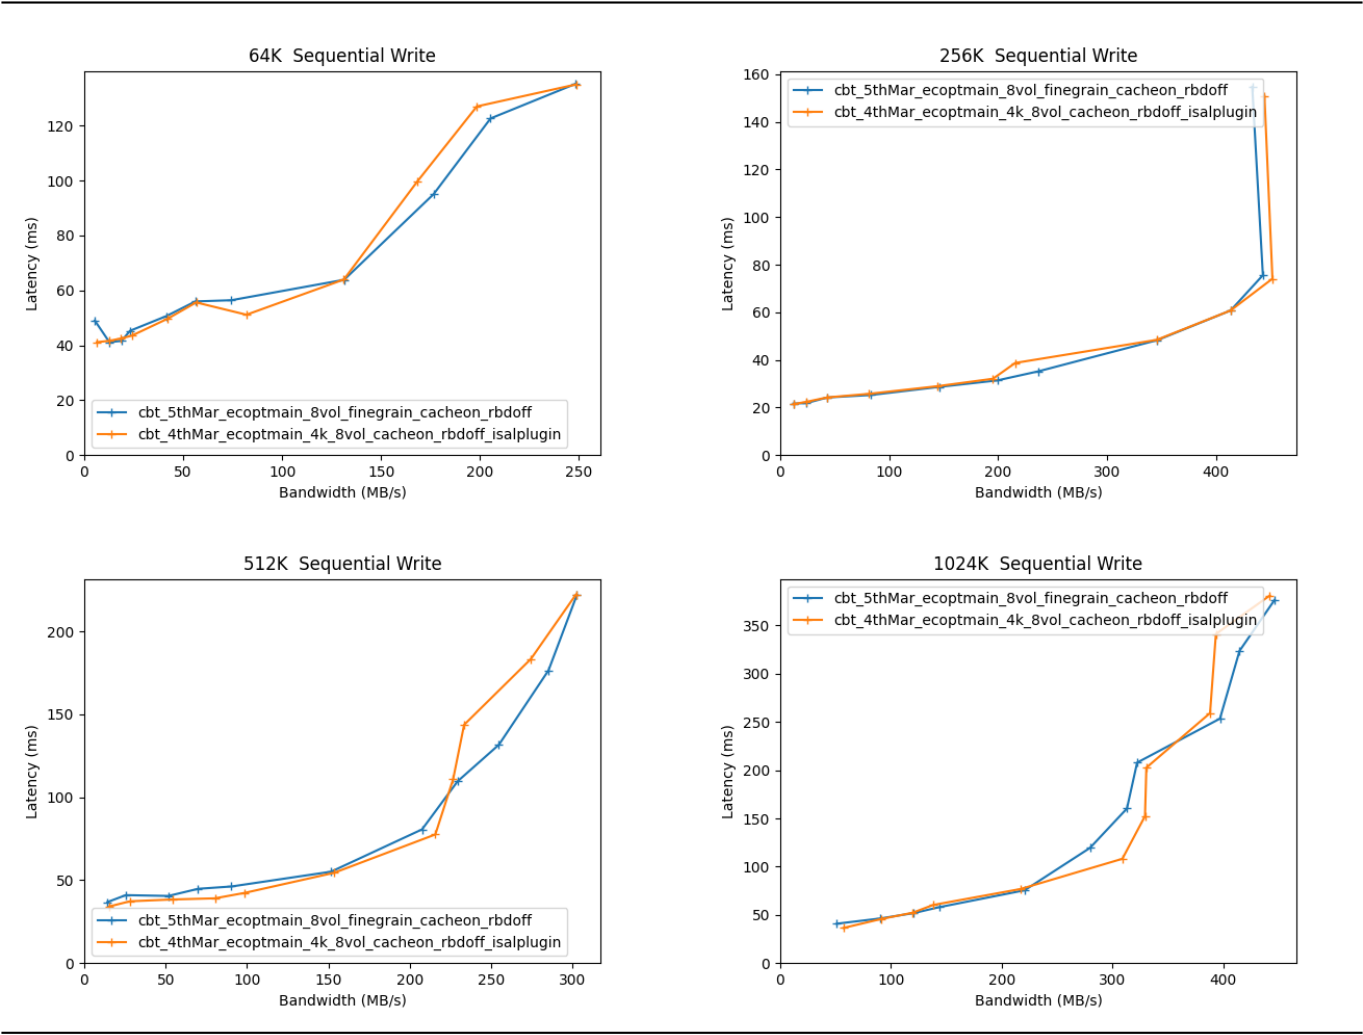 64K  Sequential Write
120
100
80
60
40
20
0
Latency (ms)
cbt_5thMar_ecoptmain_8vol_finegrain_cacheon_rbdoff
cbt_4thMar_ecoptmain_4k_8vol_cacheon_rbdoff_isalplugin
0 50 100 150 200 250
Bandwidth (MB/s)
256K  Sequential Write
160
140
120
100
80
60
40
20
0
Latency (ms)
cbt_5thMar_ecoptmain_8vol_finegrain_cacheon_rbdoff
cbt_4thMar_ecoptmain_4k_8vol_cacheon_rbdoff_isalplugin
0 100 200 300 400
Bandwidth (MB/s)
512K  Sequential Write
200
150
100
50
0
Latency (ms)
cbt_5thMar_ecoptmain_8vol_finegrain_cacheon_rbdoff
cbt_4thMar_ecoptmain_4k_8vol_cacheon_rbdoff_isalplugin
0 50 100 150 200 250 300
Bandwidth (MB/s)
1024K  Sequential Write
350
300
250
200
150
100
50
0
Latency (ms)
cbt_5thMar_ecoptmain_8vol_finegrain_cacheon_rbdoff
cbt_4thMar_ecoptmain_4k_8vol_cacheon_rbdoff_isalplugin
0 100 200 300 400
Bandwidth (MB/s)